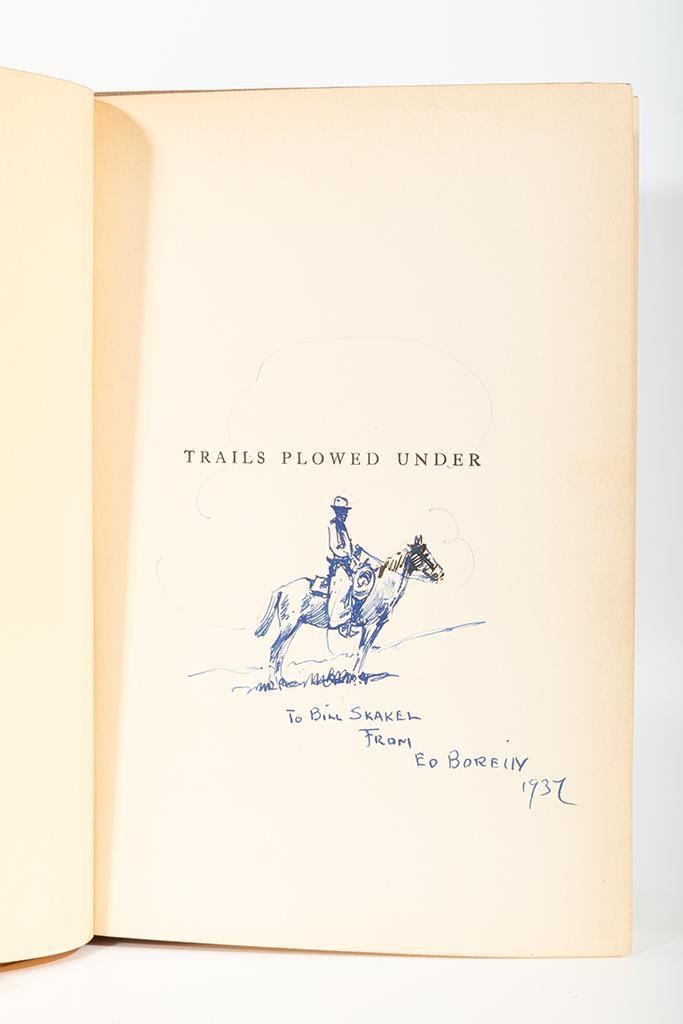 TRAILS PLOWED UNDER
To Bill Skakel
From
Ed Borein
1937